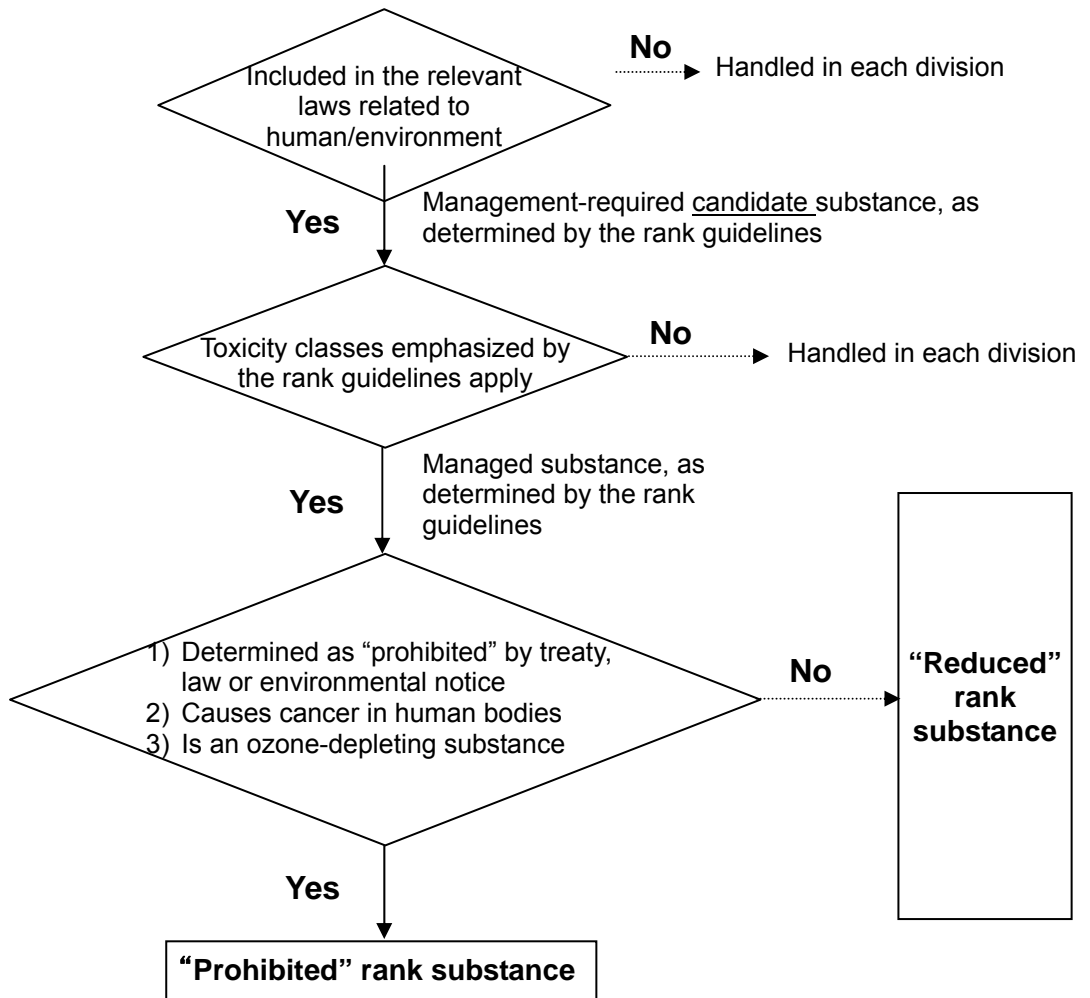 No
Included in the relevant
laws related to
human/environment
Handled in each division
Yes
Management-required candidate substance, as
determined by the rank guidelines
No
Toxicity classes emphasized by
the rank guidelines apply
Handled in each division
Yes
Managed substance, as
determined by the rank
guidelines
1) Determined as “prohibited” by treaty,
law or environmental notice
2) Causes cancer in human bodies
3) Is an ozone-depleting substance
No
“Reduced”
rank
substance
Yes
“Prohibited” rank substance